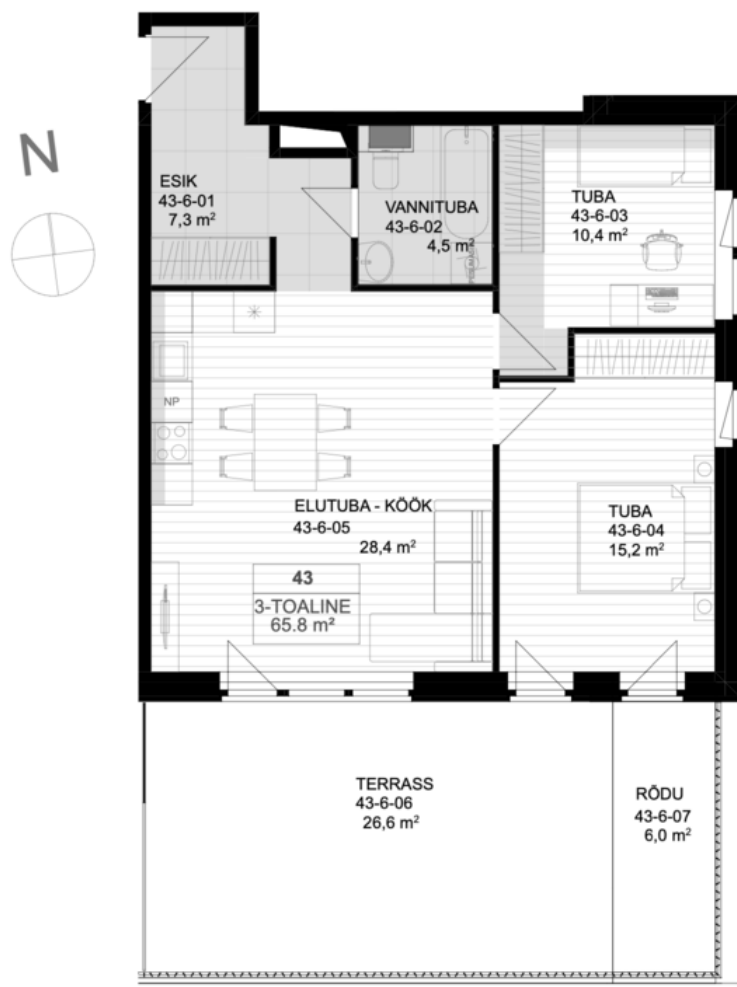 N
ESIK
43-6-01
7,3 m²
VANNITUBA
43-6-02
4,5 m²
TUBA
43-6-03
10,4 m²
NP
ELUTUBA - KÖÖK
43-6-05
28,4 m²
TUBA
43-6-04
15,2 m²
43
3-TOALINE
65.8 m²
TERRASS
43-6-06
26,6 m²
RÕDU
43-6-07
6,0 m²